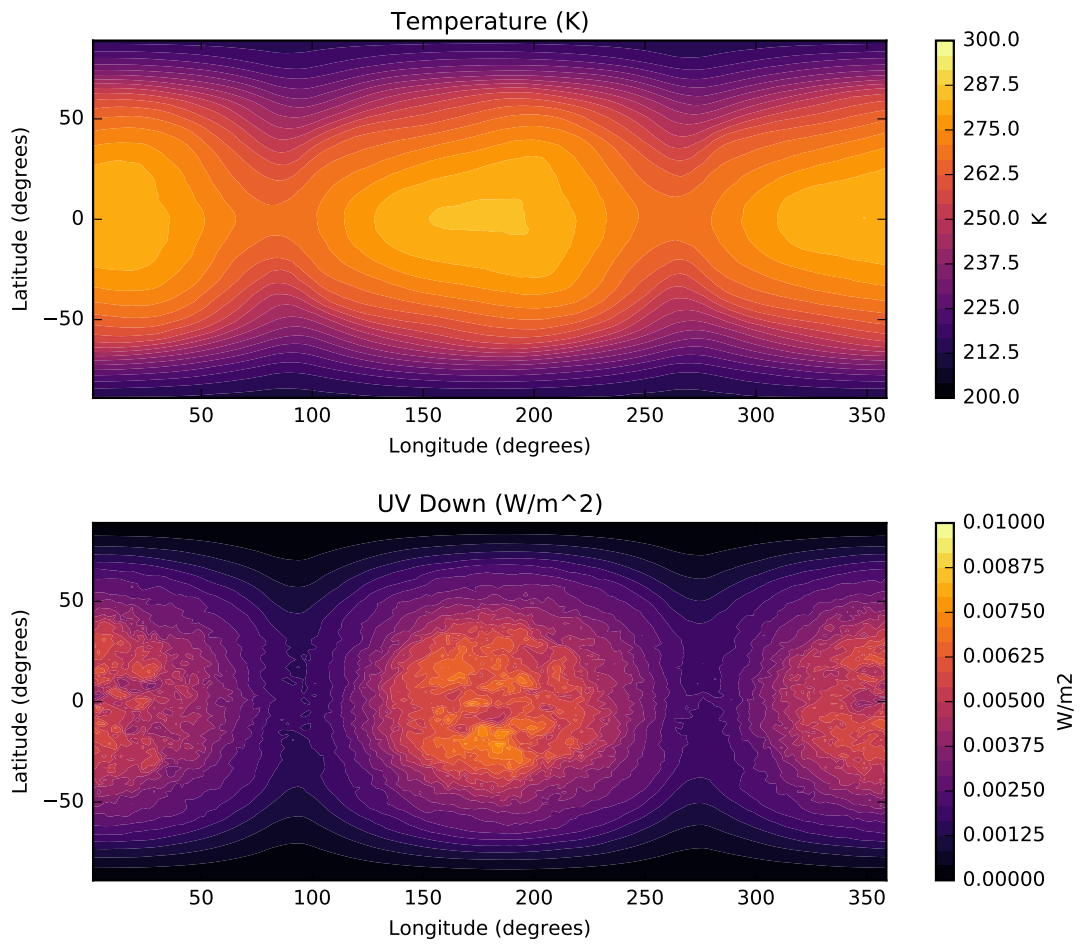 Temperature (K)
300.0
287.5
275.0
262.5
250.0
237.5
225.0
212.5
200.0
K
50
0
−50
Latitude (degrees)
50 100 150 200 250 300 350
Longitude (degrees)
UV Down (W/m^2)
0.01000
0.00875
0.00750
0.00625
0.00500
0.00375
0.00250
0.00125
0.00000
W/m2
50
0
−50
Latitude (degrees)
50 100 150 200 250 300 350
Longitude (degrees)